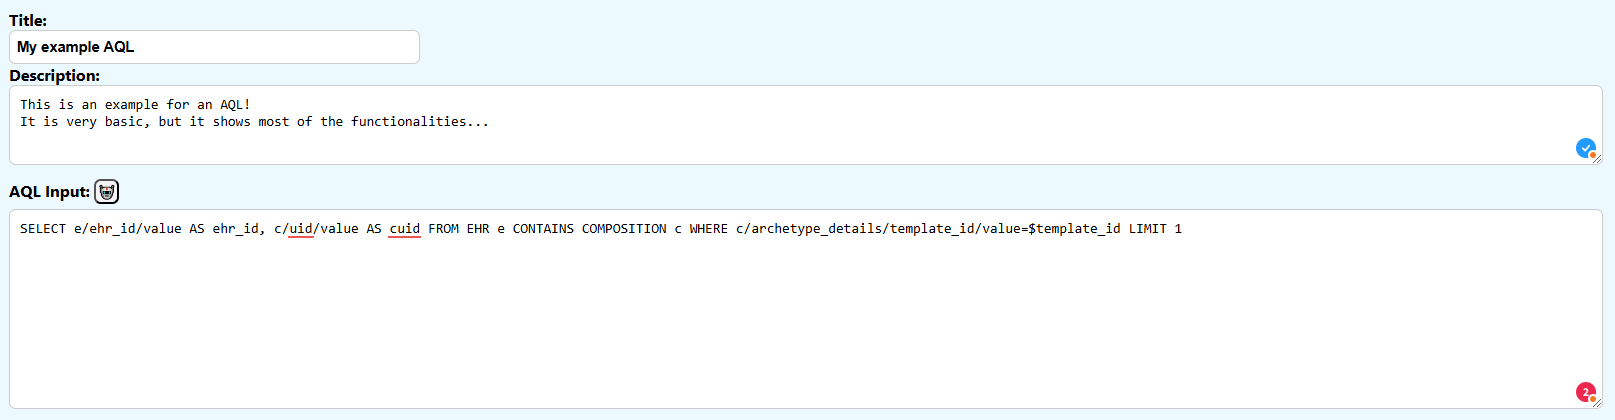 Title:
My example AQL
Description:
This is an example for an AQL!
It is very basic, but it shows most of the functionalities...
AQL Input:
SELECT e/ehr_id/value AS ehr_id, c/uid/value AS cuid FROM EHR e CONTAINS COMPOSITION c WHERE c/archetype_details/template_id/value=$template_id LIMIT 1
2